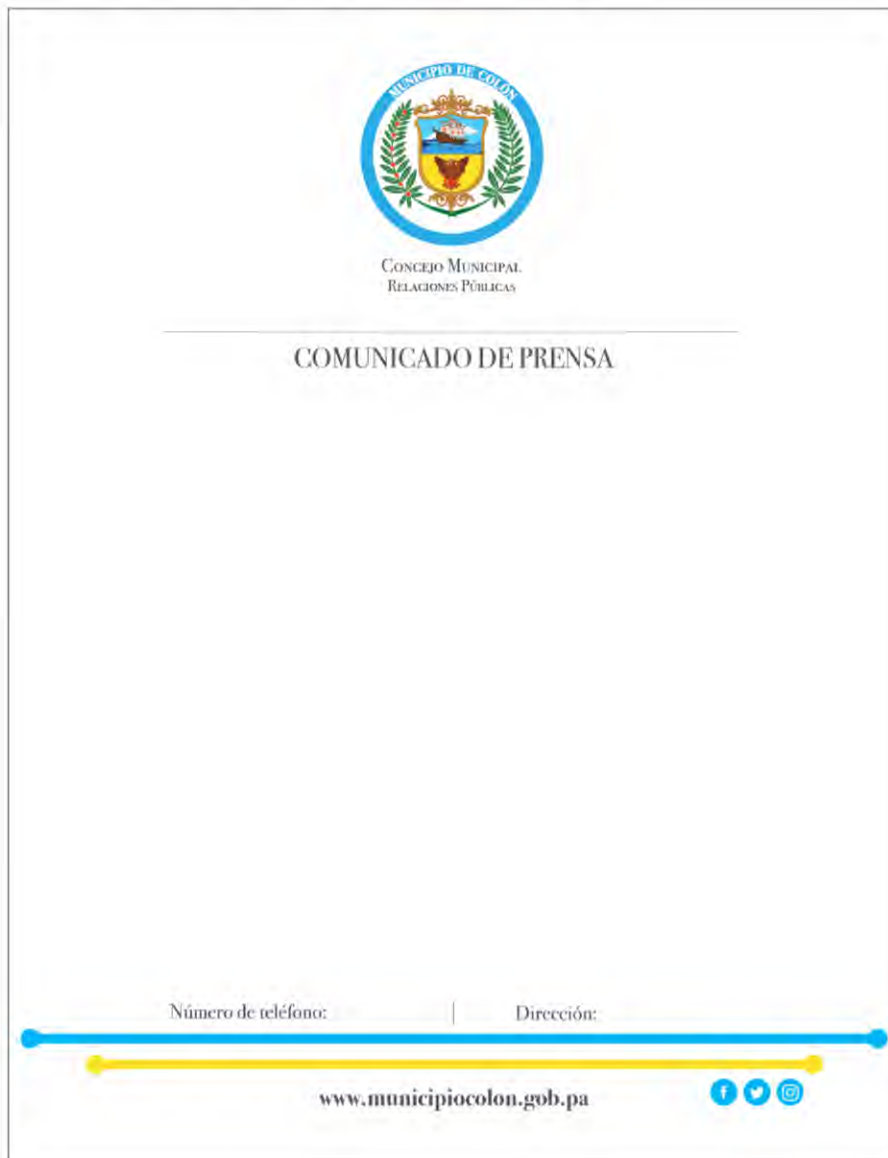 MUNICIPIO DE COLÓN
CONCEJO MUNICIPAL
RELACIONES PÚBLICAS
COMUNICADO DE PRENSA
Número de teléfono: | Dirección:
www.municipiocolon.gob.pa